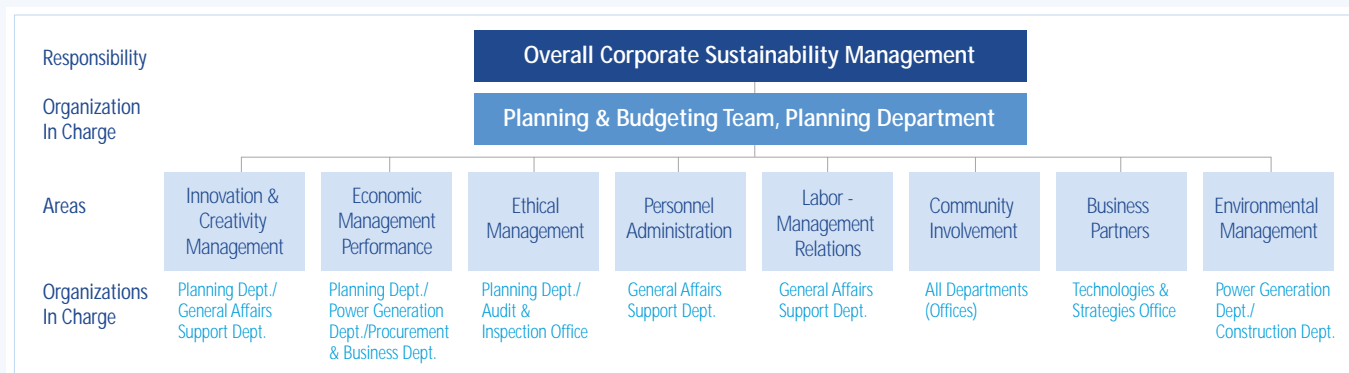 Responsibility
Overall Corporate Sustainability Management
Organization
In Charge
Planning & Budgeting Team, Planning Department
Areas
Innovation &
Creativity
Management
Economic
Management
Performance
Ethical
Management
Personnel
Administration
Labor -
Management
Relations
Community
Involvement
Business
Partners
Environmental
Management
Organizations
In Charge
Planning Dept./
General Affairs
Support Dept.
Planning Dept./
Power Generation
Dept./Procurement
& Business Dept.
Planning Dept./
Audit &
Inspection Office
General Affairs
Support Dept.
General Affairs
Support Dept.
All Departments
(Offices)
Technologies &
Strategies Office
Power Generation
Dept./
Construction Dept.